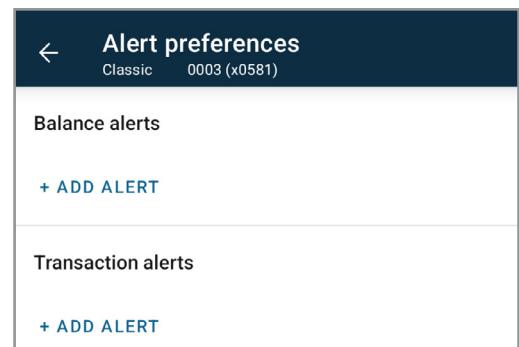 Alert preferences
Classic 0003 (x0581)
Balance alerts
+ ADD ALERT
Transaction alerts
+ ADD ALERT